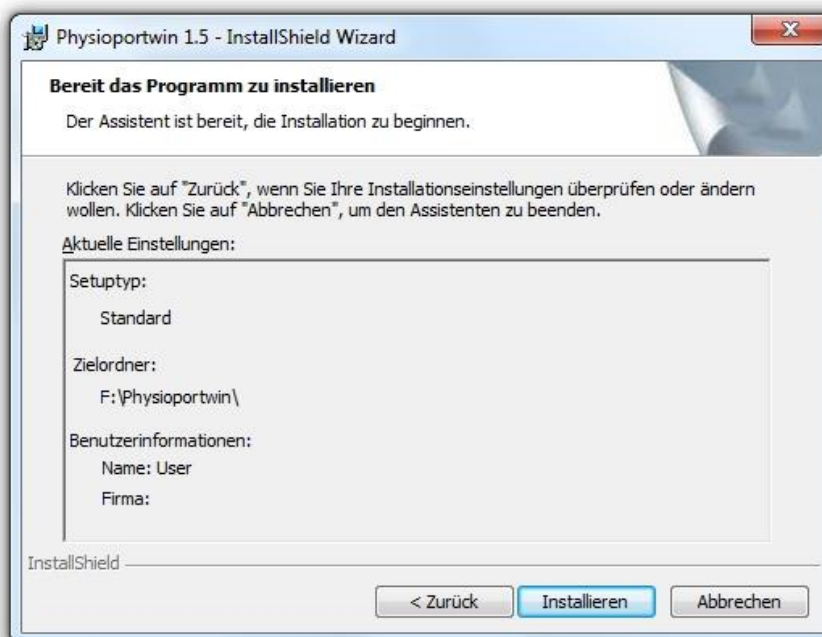 Physioportwin 1.5 - InstallShield Wizard
Bereit das Programm zu installieren
Der Assistent ist bereit, die Installation zu beginnen.
Klicken Sie auf "Zurück", wenn Sie Ihre Installationseinstellungen überprüfen oder ändern
wollen. Klicken Sie auf "Abbrechen", um den Assistenten zu beenden.
Aktuelle Einstellungen:
Setuptyp:
Standard
Zielordner:
F:\Physioportwin\
Benutzerinformationen:
Name: User
Firma:
InstallShield
< Zurück Installieren Abbrechen